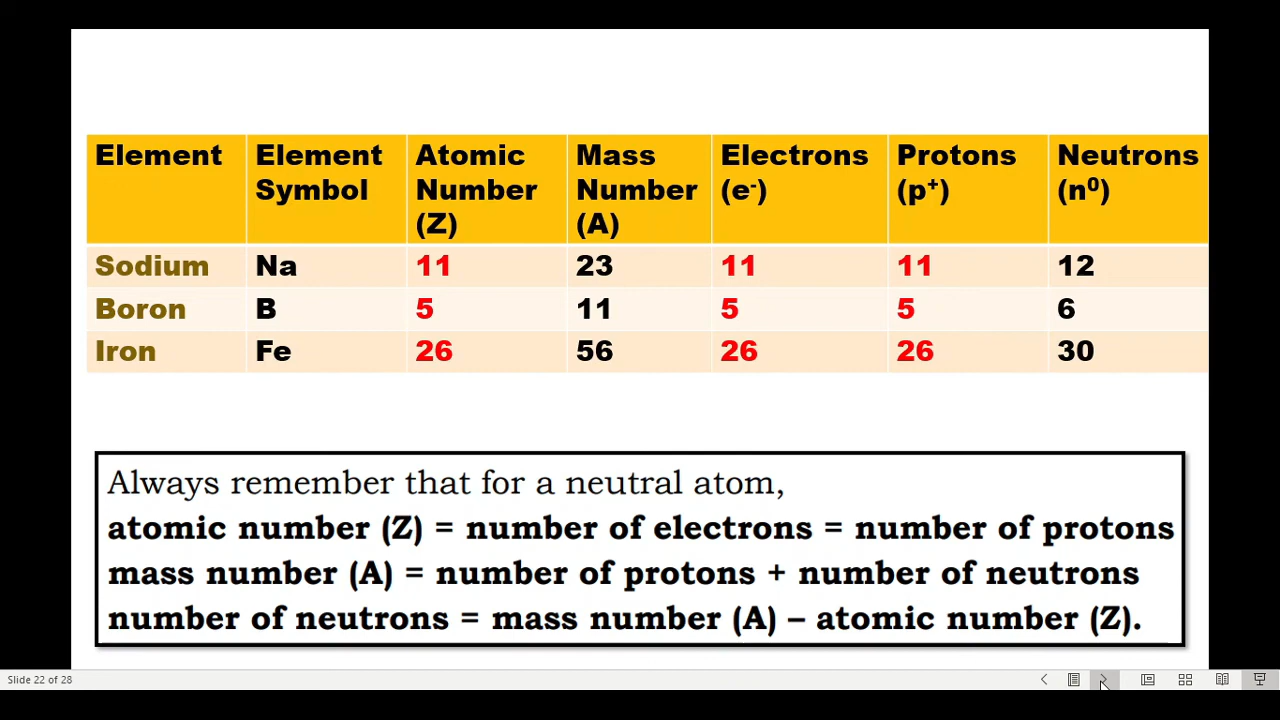 Element Element Symbol Atomic Number (Z) Mass Number (A) Electrons (e⁻) Protons (p⁺) Neutrons (n⁰)
Sodium Na 11 23 11 11 12
Boron B 5 11 5 5 6
Iron Fe 26 56 26 26 30
Always remember that for a neutral atom,
atomic number (Z) = number of electrons = number of protons
mass number (A) = number of protons + number of neutrons
number of neutrons = mass number (A) – atomic number (Z).
Slide 22 of 28